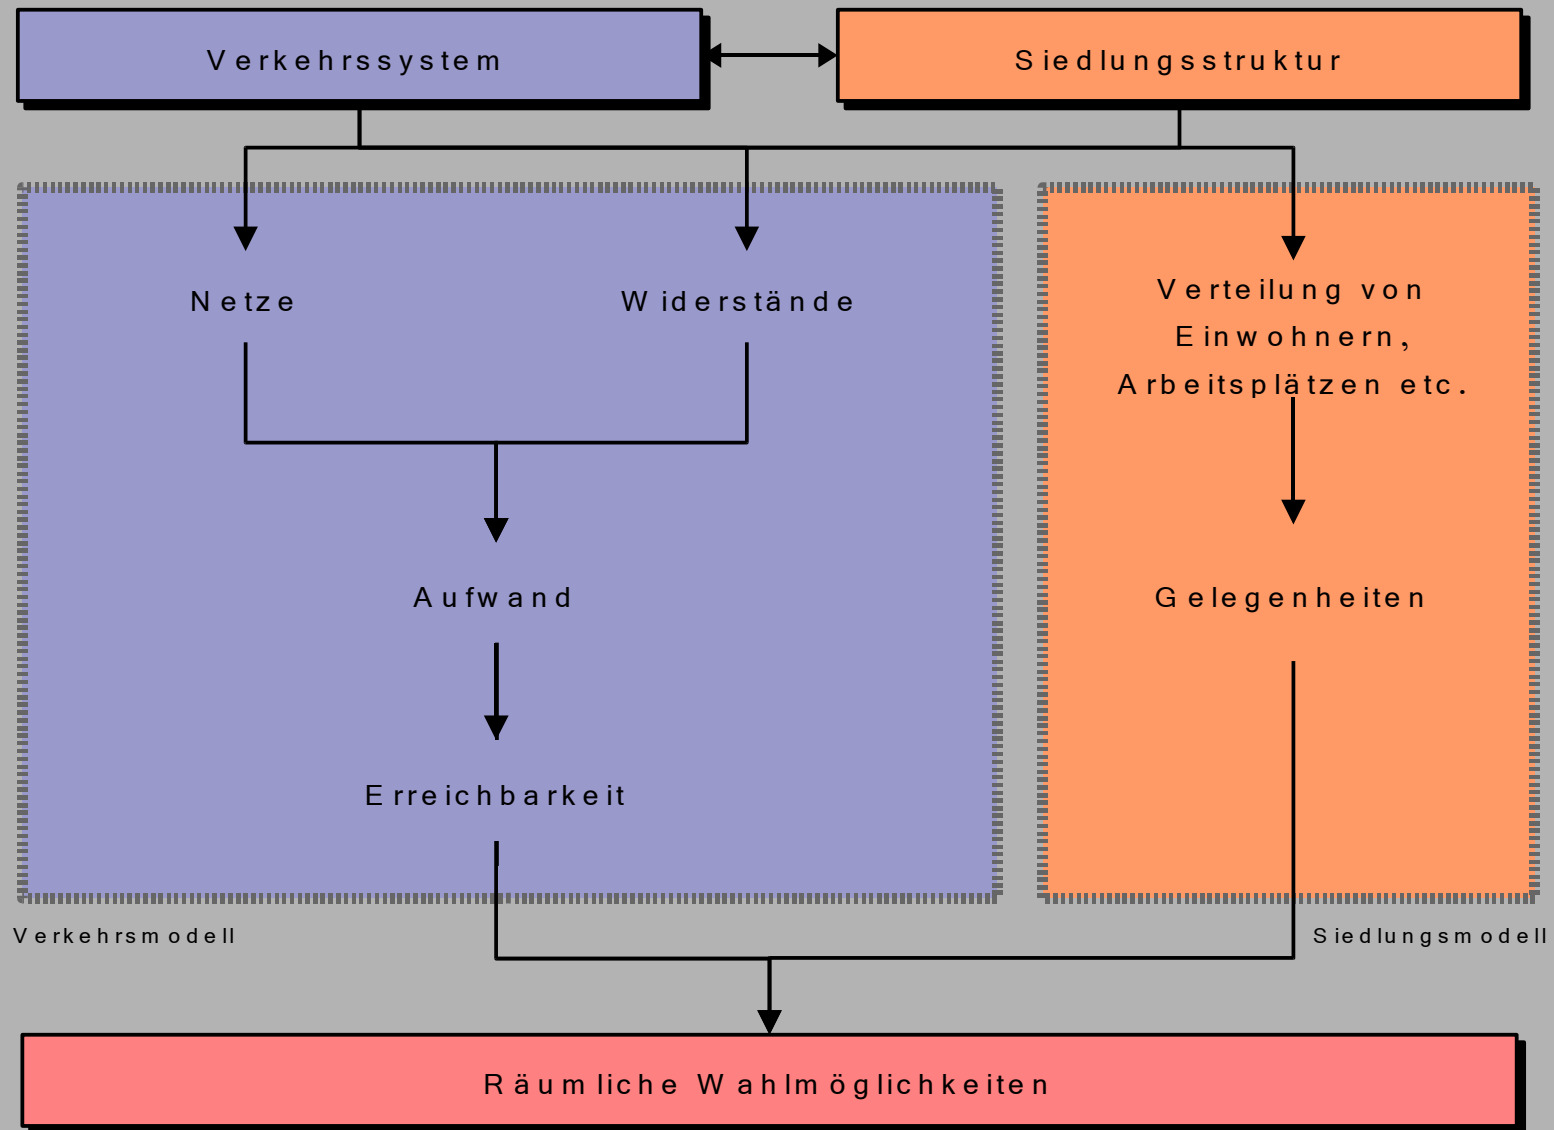 Verkehrssystem
Siedlungsstruktur
Netze
Widerstände
Verteilung von
Einwohnern,
Arbeitsplätzen etc.
Aufwand
Gelegenheiten
Erreichbarkeit
Verkehrsmodell
Siedlungsmodell
Räumliche Wahlmöglichkeiten